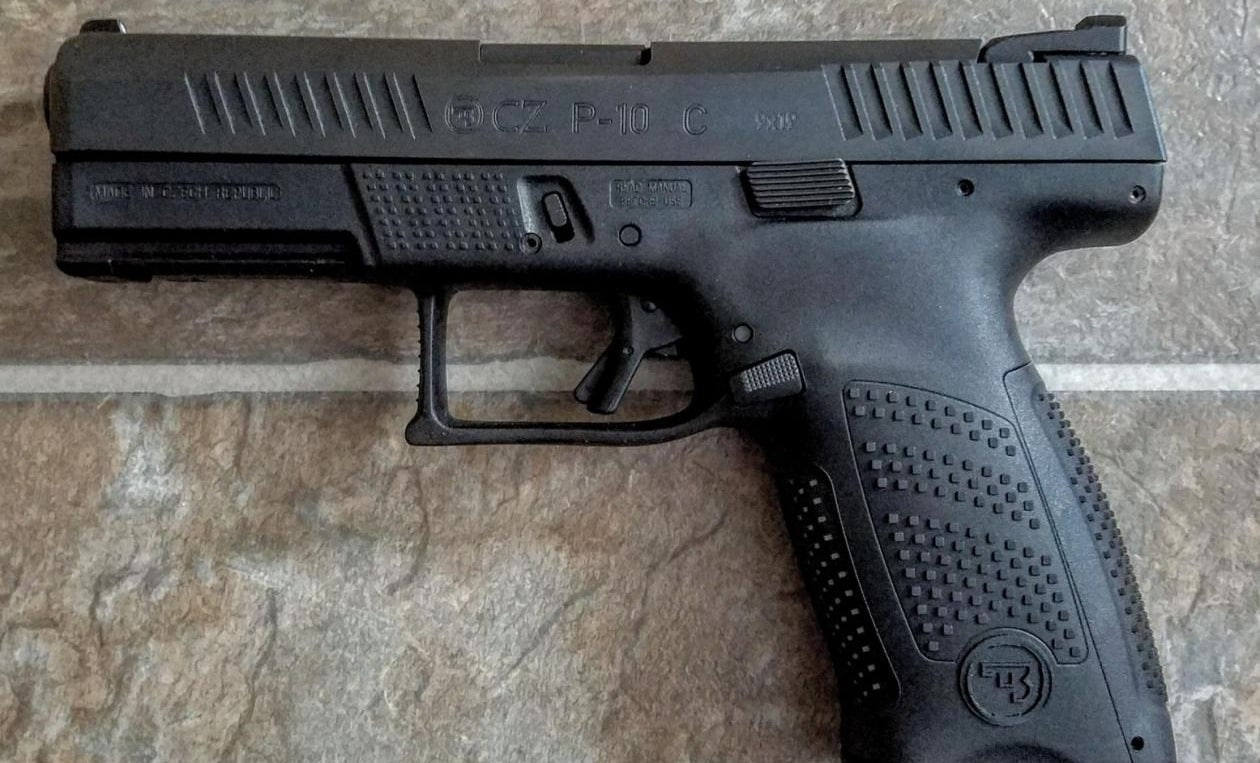 CZ P-10 C 9x19
MADE IN CZECH REPUBLIC
READ MANUAL
BEFORE USE